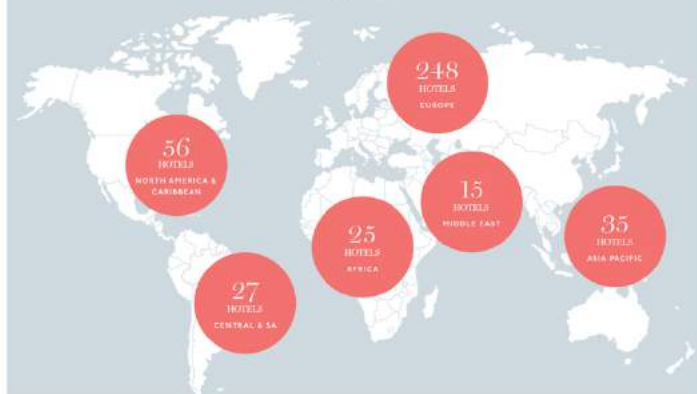 248
HOTELS
EUROPE
56
HOTELS
NORTH AMERICA &
CARIBBEAN
15
HOTELS
MIDDLE EAST
35
HOTELS
ASIA PACIFIC
25
HOTELS
AFRICA
27
HOTELS
CENTRAL & SA